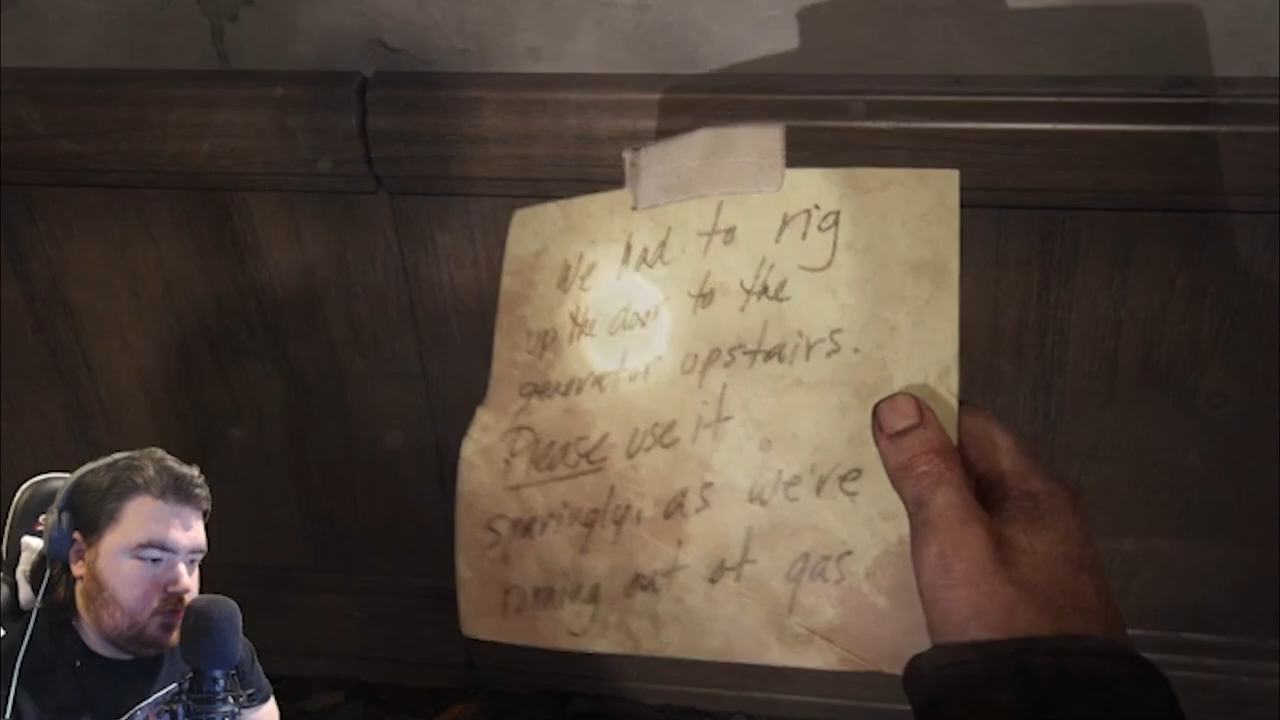 We had to rig
up the door to the
generator upstairs.
Please use it
sparingly, as we're
running out of gas.